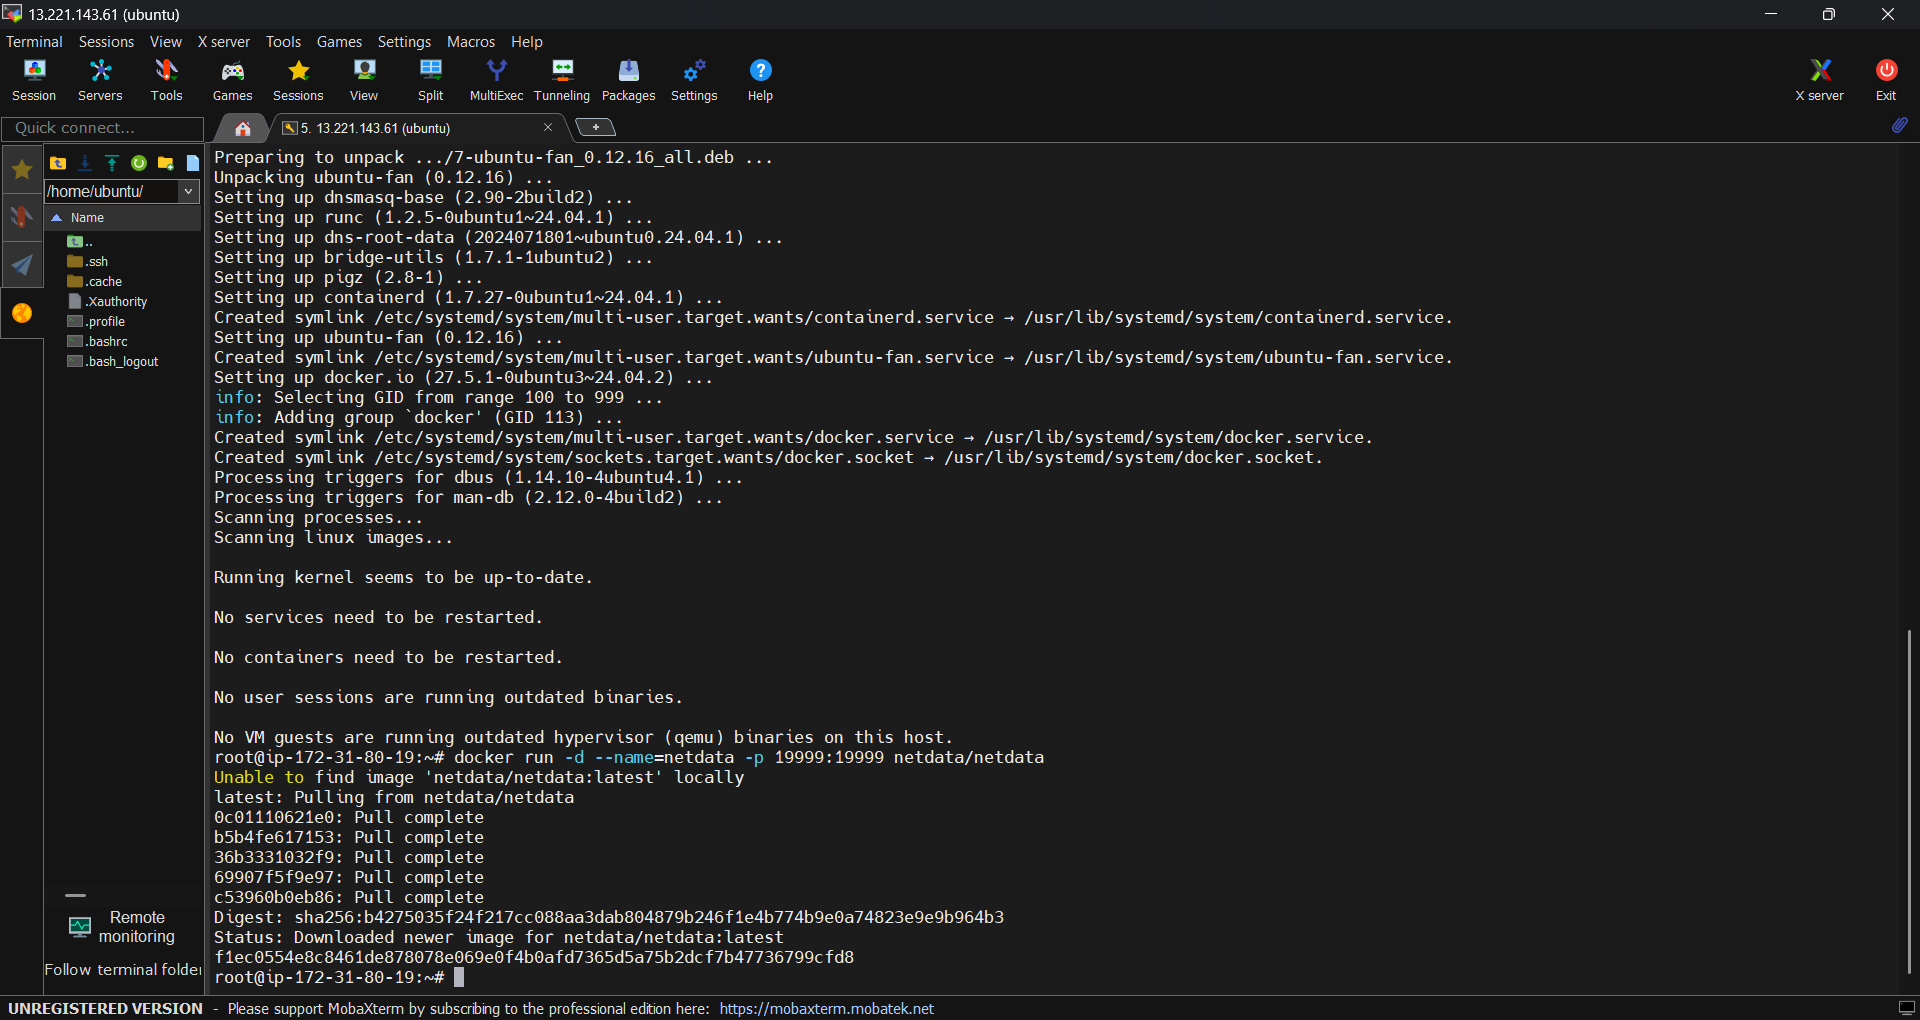 13.221.143.61 (ubuntu)
Terminal Sessions View X server Tools Games Settings Macros Help
Session Servers Tools Games Sessions View Split MultiExec Tunneling Packages Settings Help X server Exit
Quick connect...
5. 13.221.143.61 (ubuntu)
/home/ubuntu/
Name
..
.ssh
.cache
.Xauthority
.profile
.bashrc
.bash_logout
Remote
monitoring
Follow terminal folder
Preparing to unpack .../7-ubuntu-fan_0.12.16_all.deb ...
Unpacking ubuntu-fan (0.12.16) ...
Setting up dnsmasq-base (2.90-2build2) ...
Setting up runc (1.2.5-0ubuntu1~24.04.1) ...
Setting up dns-root-data (2024071801~ubuntu0.24.04.1) ...
Setting up bridge-utils (1.7.1-1ubuntu2) ...
Setting up pigz (2.8-1) ...
Setting up containerd (1.7.27-0ubuntu1~24.04.1) ...
Created symlink /etc/systemd/system/multi-user.target.wants/containerd.service → /usr/lib/systemd/system/containerd.service.
Setting up ubuntu-fan (0.12.16) ...
Created symlink /etc/systemd/system/multi-user.target.wants/ubuntu-fan.service → /usr/lib/systemd/system/ubuntu-fan.service.
Setting up docker.io (27.5.1-0ubuntu3~24.04.2) ...
info: Selecting GID from range 100 to 999 ...
info: Adding group `docker' (GID 113) ...
Created symlink /etc/systemd/system/multi-user.target.wants/docker.service → /usr/lib/systemd/system/docker.service.
Created symlink /etc/systemd/system/sockets.target.wants/docker.socket → /usr/lib/systemd/system/docker.socket.
Processing triggers for dbus (1.14.10-4ubuntu4.1) ...
Processing triggers for man-db (2.12.0-4build2) ...
Scanning processes...
Scanning linux images...
Running kernel seems to be up-to-date.
No services need to be restarted.
No containers need to be restarted.
No user sessions are running outdated binaries.
No VM guests are running outdated hypervisor (qemu) binaries on this host.
root@ip-172-31-80-19:~# docker run -d --name=netdata -p 19999:19999 netdata/netdata
Unable to find image 'netdata/netdata:latest' locally
latest: Pulling from netdata/netdata
0c01110621e0: Pull complete
b5b4fe617153: Pull complete
36b3331032f9: Pull complete
69907f5f9e97: Pull complete
c53960b0eb86: Pull complete
Digest: sha256:b4275035f24f217cc088aa3dab804879b246f1e4b774b9e0a74823e9e9b964b3
Status: Downloaded newer image for netdata/netdata:latest
f1ec0554e8c8461de878078e069e0f4b0afd7365d5a75b2dcf7b47736799cfd8
root@ip-172-31-80-19:~#
UNREGISTERED VERSION - Please support MobaXterm by subscribing to the professional edition here: https://mobaxterm.mobatek.net